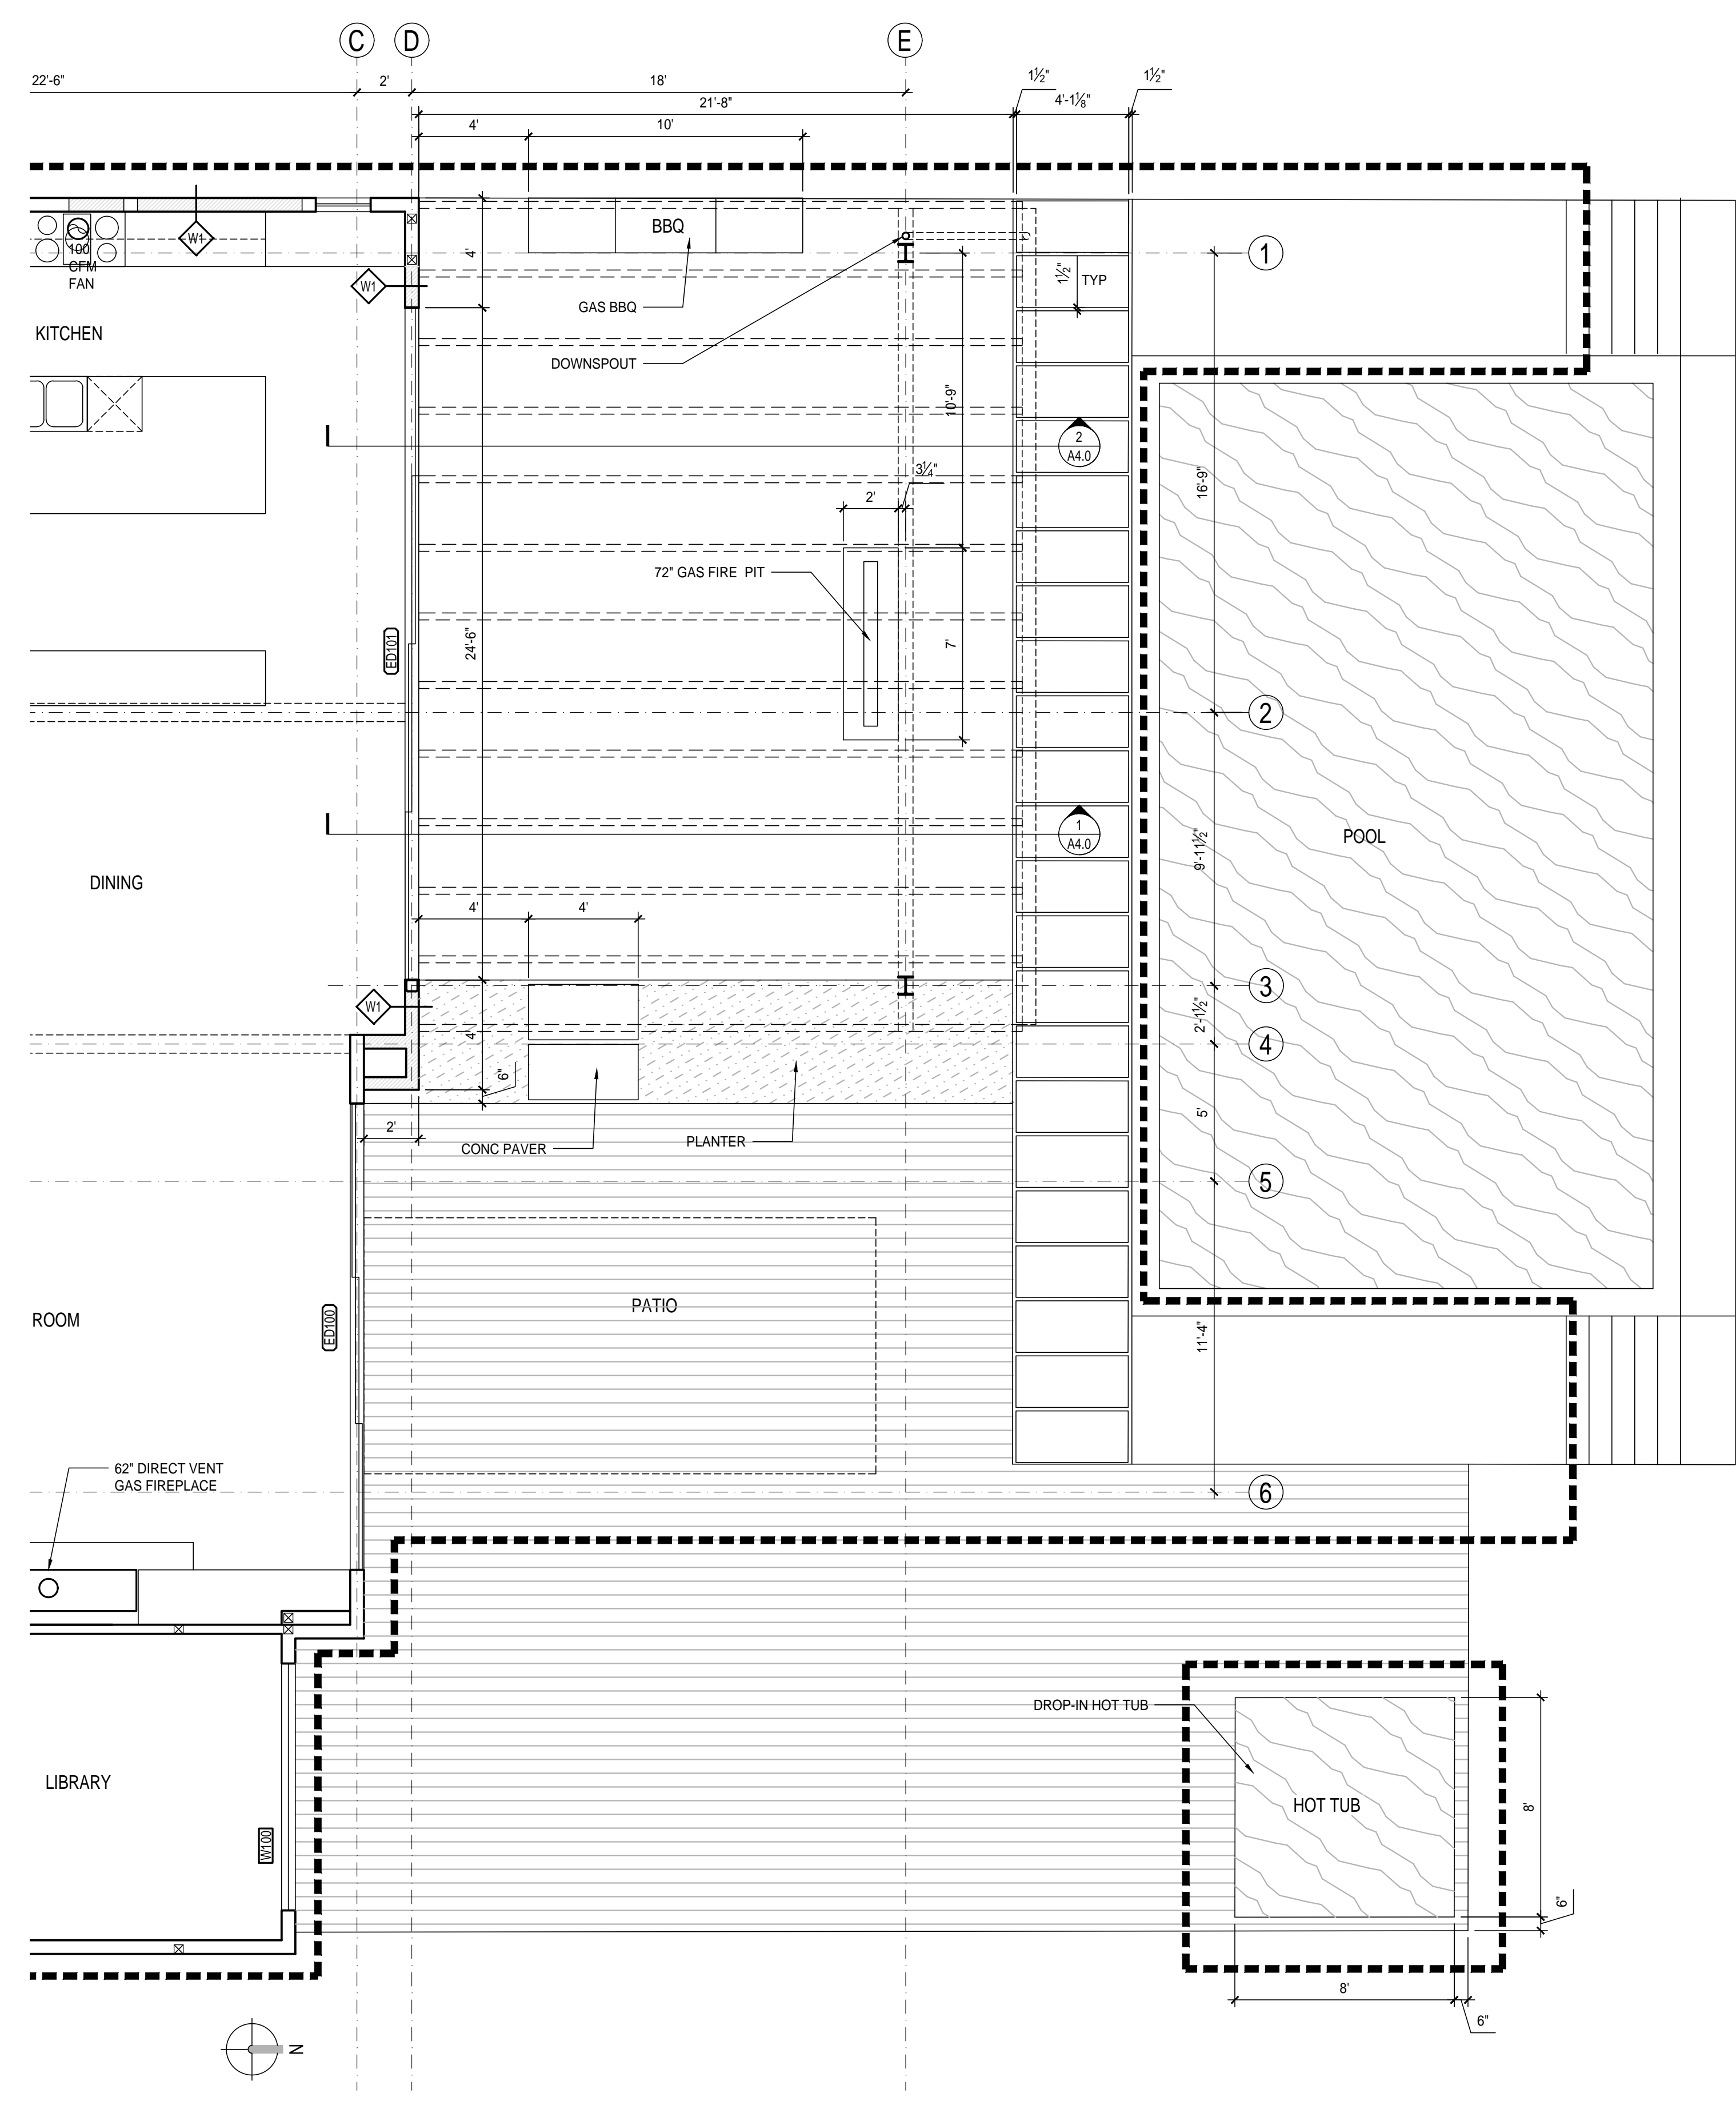 C
D
E
22'-6"
2'
18'
1½"
1½"
21'-8"
4'-1⅛"
4'
10'
BBQ
W1
100
CFM
FAN
4'
1
1½"
TYP
W1
GAS BBQ
KITCHEN
DOWNSPOUT
10'-9"
2
A4.0
3¼"
16'-9"
2'
72" GAS FIRE PIT
ED101
24'-6"
7'
2
1
A4.0
POOL
9'-11½"
DINING
4'
4'
3
W1
2'-1½"
4'
4
6"
5'
2'
CONC PAVER
PLANTER
5
PATIO
ROOM
ED100
11'-4"
62" DIRECT VENT
GAS FIREPLACE
6
DROP-IN HOT TUB
LIBRARY
HOT TUB
8'
W100
6"
8'
6"
N